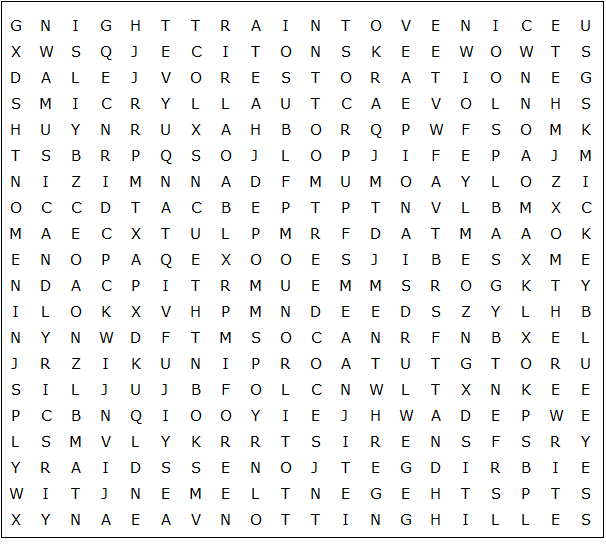 G N I G H T T R A I N T O V E N I C E U
X W S Q J E C I T O N S K E E W O W T S
D A L E J V O R E S T O R A T I O N E G
S M I C R Y L L A U T C A E V O L N H S
H U Y N R U X A H B O R Q P W F S O M K
T S B R P Q S O J L O P J I F E P A J M
N I Z I M N N A D F M U M O A Y L O Z I
O C C D T A C B E P T P T N V L B M X C
M A E C X T U L P M R F D A T M A A O K
E N O P A Q E X O O E S J I B E S X M E
N D A C P I T R M U E M M S R O G K T Y
I L O K X V H P M N D E E D S Z Y L H B
N Y N W D F T M S O C A N R F N B X E L
J R Z I K U N I P R O A T U T G T O R U
S I L J U J B F O L C N W L T X N K E E
P C B N Q I O O Y I E J H W A D E P W E
L S M V L Y K R R T S I R E N S F S R Y
Y R A I D S S E N O J T E G D I R B I E
W I T J N E M E L T N E G E H T S P T S
X Y N A E A V N O T T I N G H I L L E S